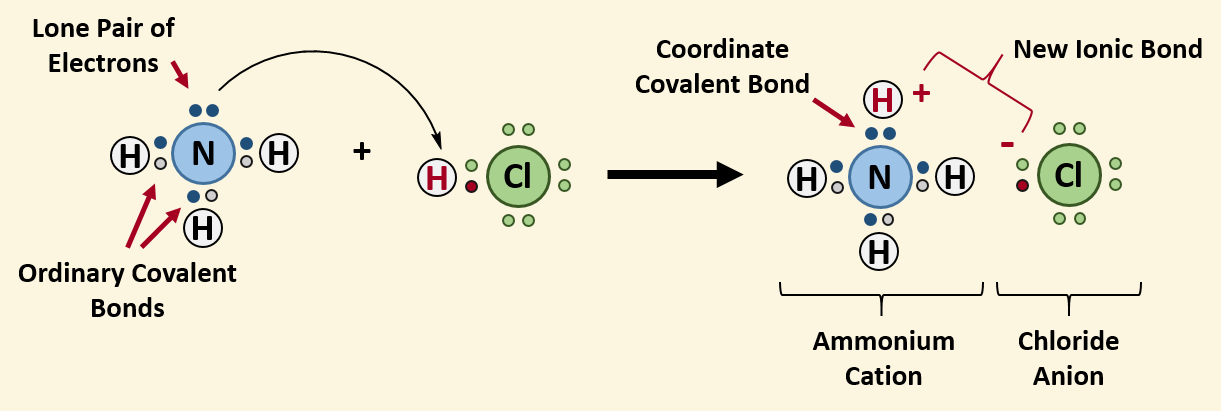 Lone Pair of
Electrons
H
N
H
H
Ordinary Covalent
Bonds
+
H
Cl
Coordinate
Covalent Bond
New Ionic Bond
H
+
-
H
N
H
Cl
H
Ammonium
Cation
Chloride
Anion